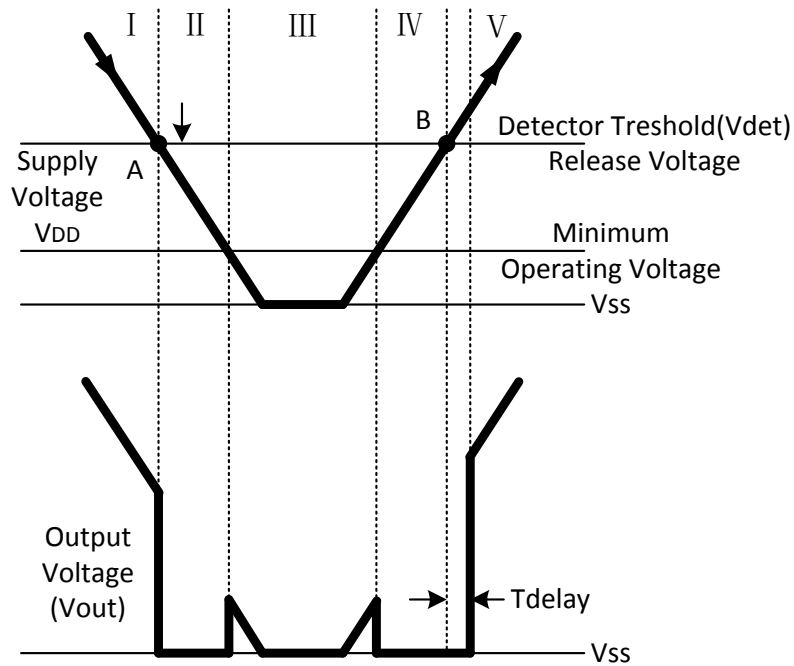 I II III IV V
A
B
Detector Treshold(Vdet)
Release Voltage
Supply
Voltage
VDD
Minimum
Operating Voltage
Vss
Output
Voltage
(Vout)
Tdelay
Vss